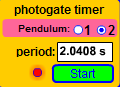 photogate timer
Pendulum: 1 2
period: 2.0408 s
Start